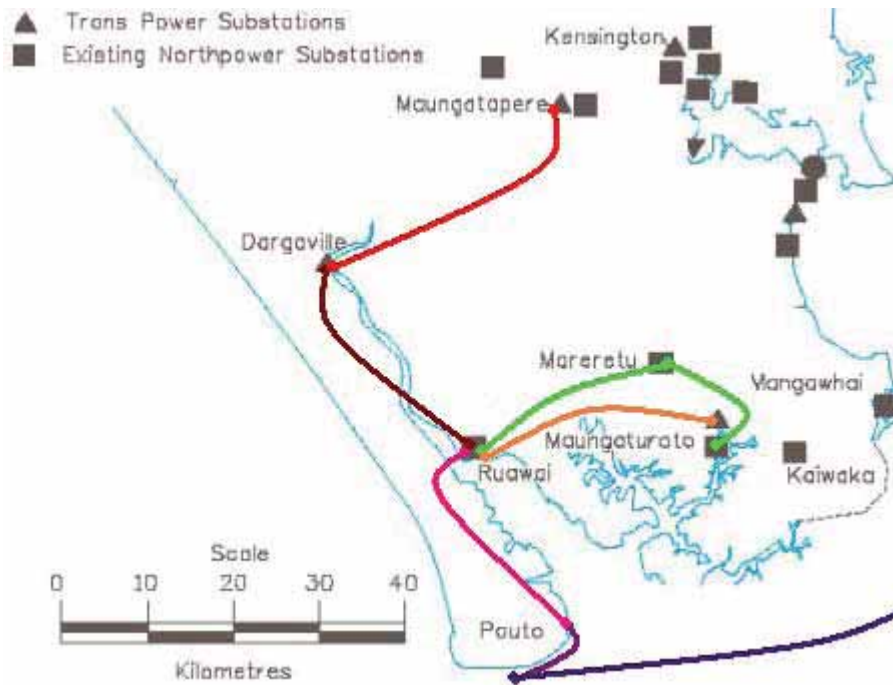 Trans Power Substations
Existing Northpower Substations
Kensington
Maungatapere
Dargaville
Mareretu
Mangawhai
Maungaturoto
Ruawai
Kaiwaka
Scale
0 10 20 30 40
Pouto
Kilometres